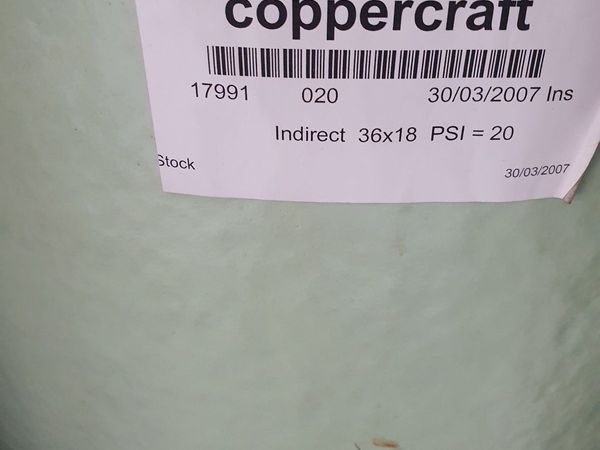 coppercraft
17991 020 30/03/2007 Ins
Indirect 36x18 PSI = 20
Stock 30/03/2007